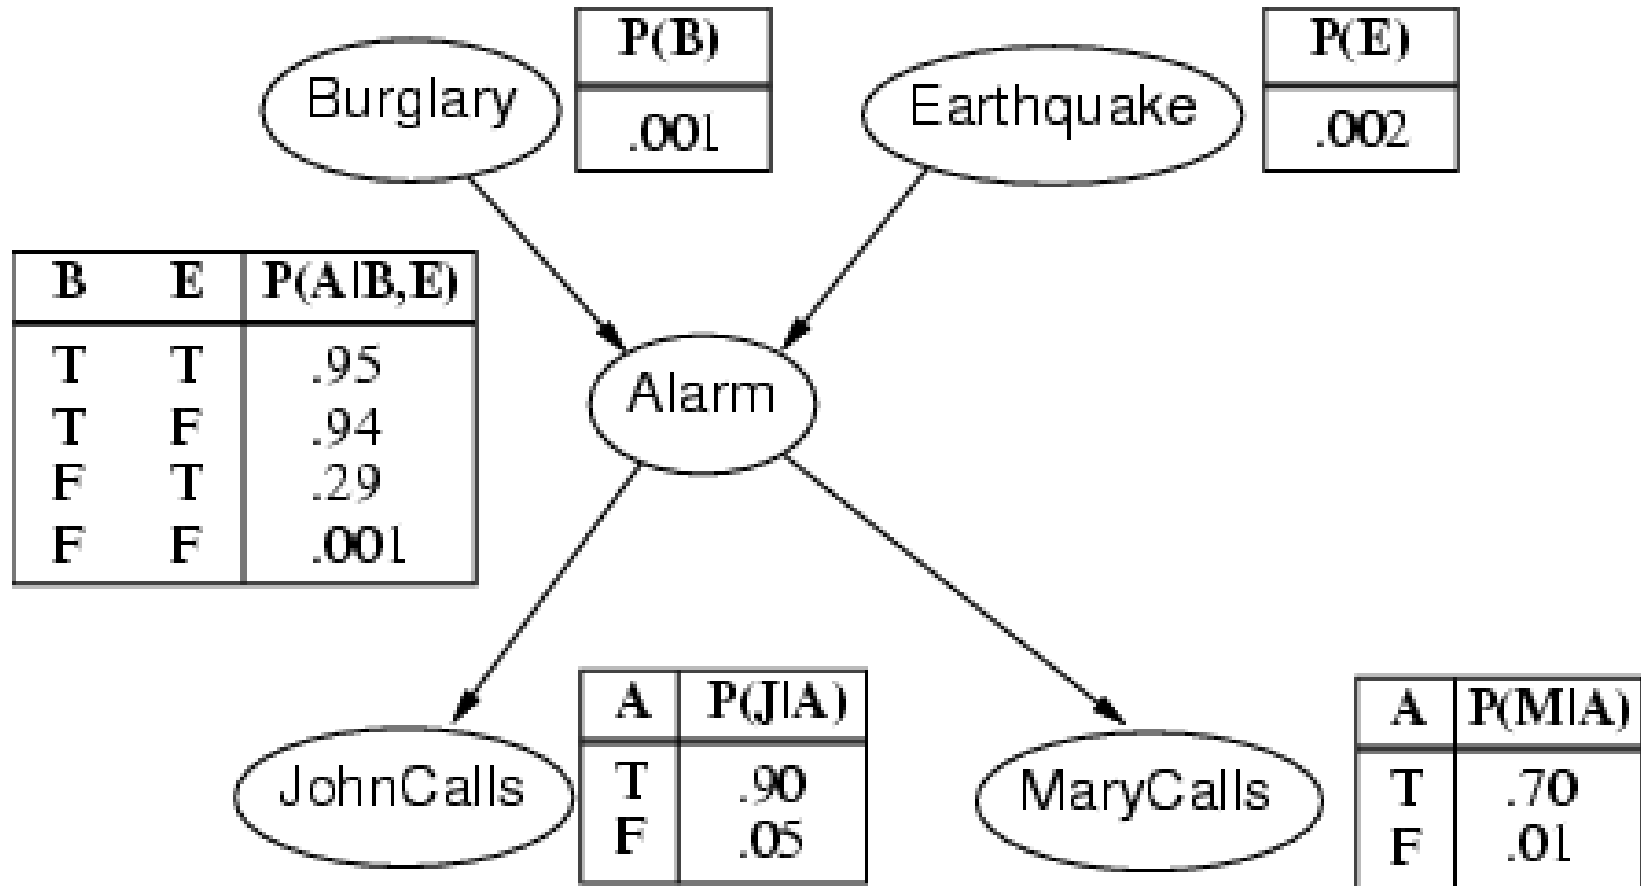 Burglary
P(B)
.001
Earthquake
P(E)
.002
B E P(A|B,E)
T T .95
T F .94
F T .29
F F .001
Alarm
JohnCalls
A P(J|A)
T .90
F .05
MaryCalls
A P(M|A)
T .70
F .01